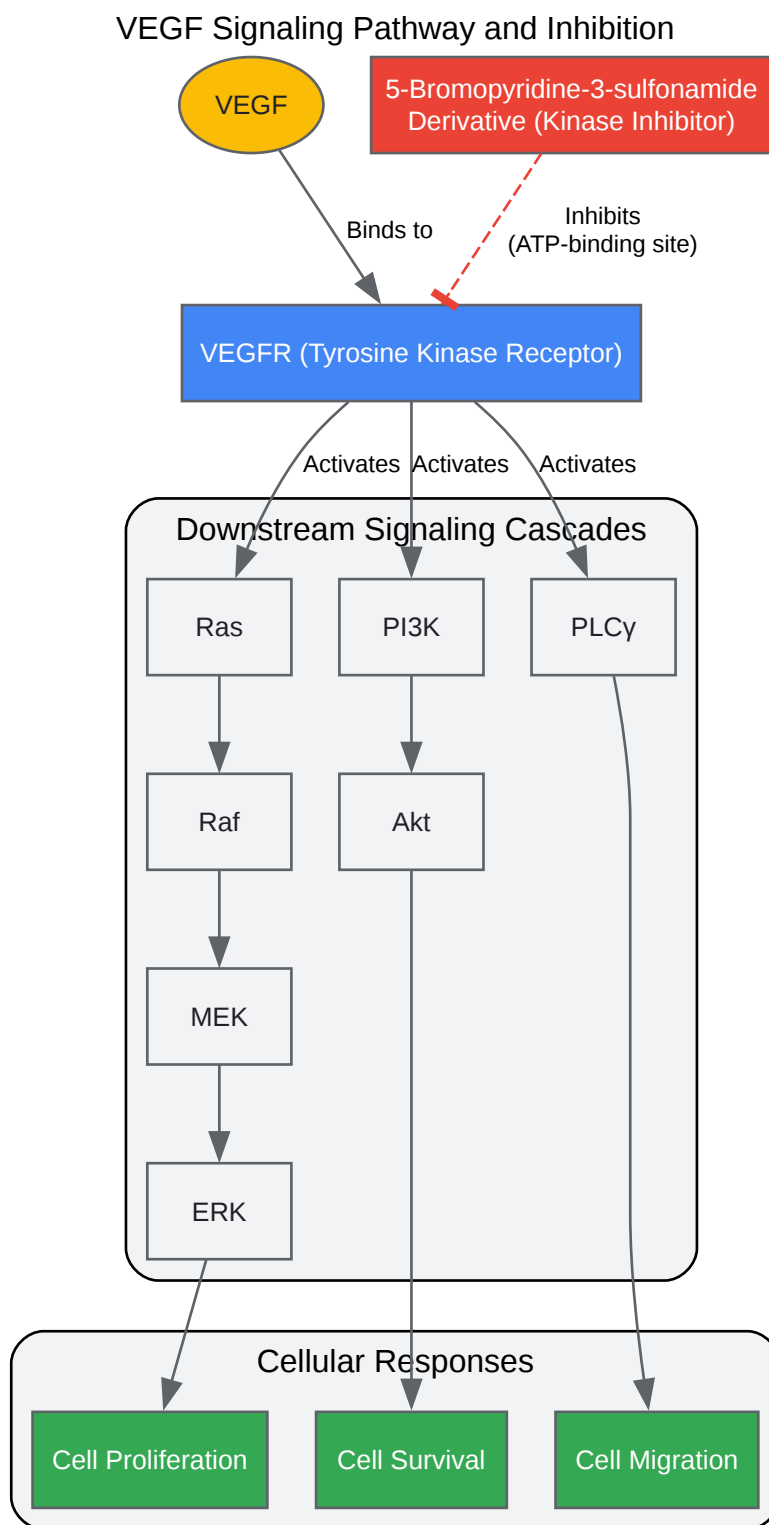 VEGF Signaling Pathway and Inhibition
VEGF
5-Bromopyridine-3-sulfonamide
Derivative (Kinase Inhibitor)
Binds to
Inhibits
(ATP-binding site)
VEGFR (Tyrosine Kinase Receptor)
Activates
Activates
Activates
Downstream Signaling Cascades
Ras
PI3K
PLCγ
Raf
Akt
MEK
ERK
Cellular Responses
Cell Proliferation
Cell Survival
Cell Migration